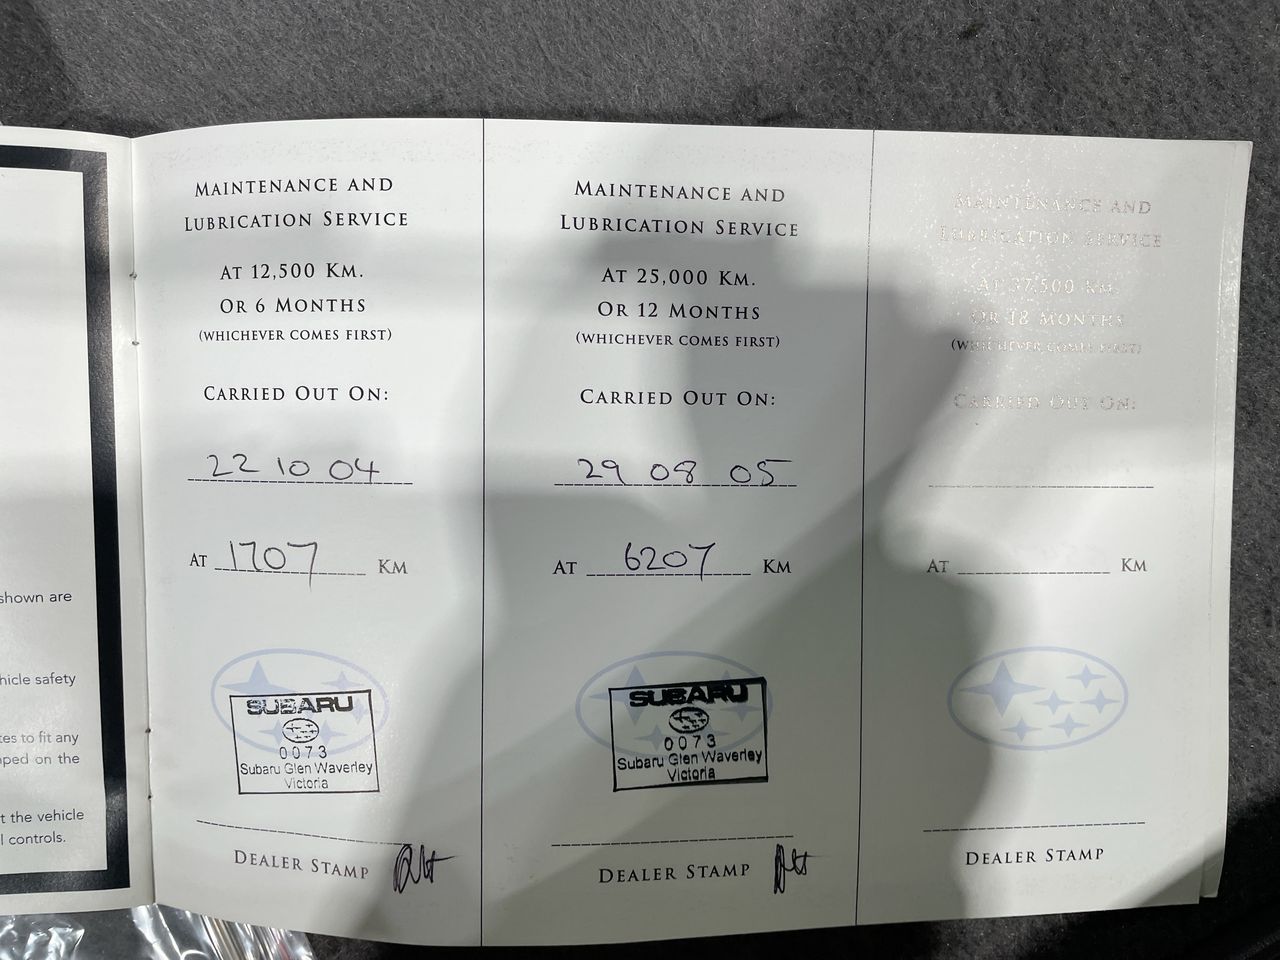 shown are
hicle safety
tes to fit any
ped on the
t the vehicle
l controls.
MAINTENANCE AND
LUBRICATION SERVICE
AT 12,500 KM.
OR 6 MONTHS
(WHICHEVER COMES FIRST)
CARRIED OUT ON:
22 10 04
AT 1707 KM
SUBARU
0073
Subaru Glen Waverley
Victoria
DEALER STAMP
MAINTENANCE AND
LUBRICATION SERVICE
AT 25,000 KM.
OR 12 MONTHS
(WHICHEVER COMES FIRST)
CARRIED OUT ON:
29 08 05
AT 6207 KM
SUBARU
0073
Subaru Glen Waverley
Victoria
DEALER STAMP
MAINTENANCE AND
LUBRICATION SERVICE
AT 37,500 KM.
OR 18 MONTHS
(WHICHEVER COMES FIRST)
CARRIED OUT ON:
AT KM
DEALER STAMP